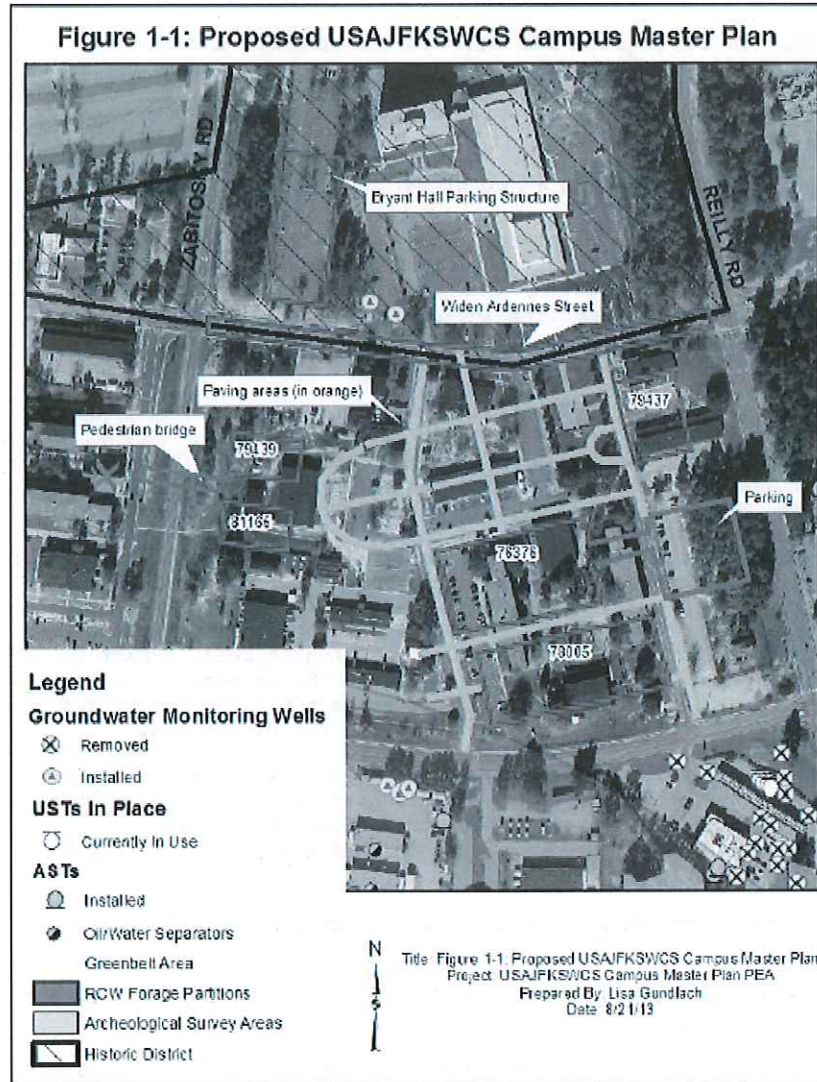 Figure 1-1: Proposed USAJFKSWCS Campus Master Plan
ZABITOSKY RD
REILLY RD
Bryant Hall Parking Structure
Widen Ardennes Street
Paving areas (in orange)
Pedestrian bridge
79437
79439
81165
Parking
76376
78005
Legend
Groundwater Monitoring Wells
Removed
Installed
USTs In Place
Currently In Use
ASTs
Installed
Oil/Water Separators
Greenbelt Area
RCW Forage Partitions
Archeological Survey Areas
Historic District
N
Title: Figure 1-1. Proposed USAJFKSWCS Campus Master Plan
Project: USAJFKSWCS Campus Master Plan PEA
Prepared By: Lisa Gundlach
Date: 8/21/13